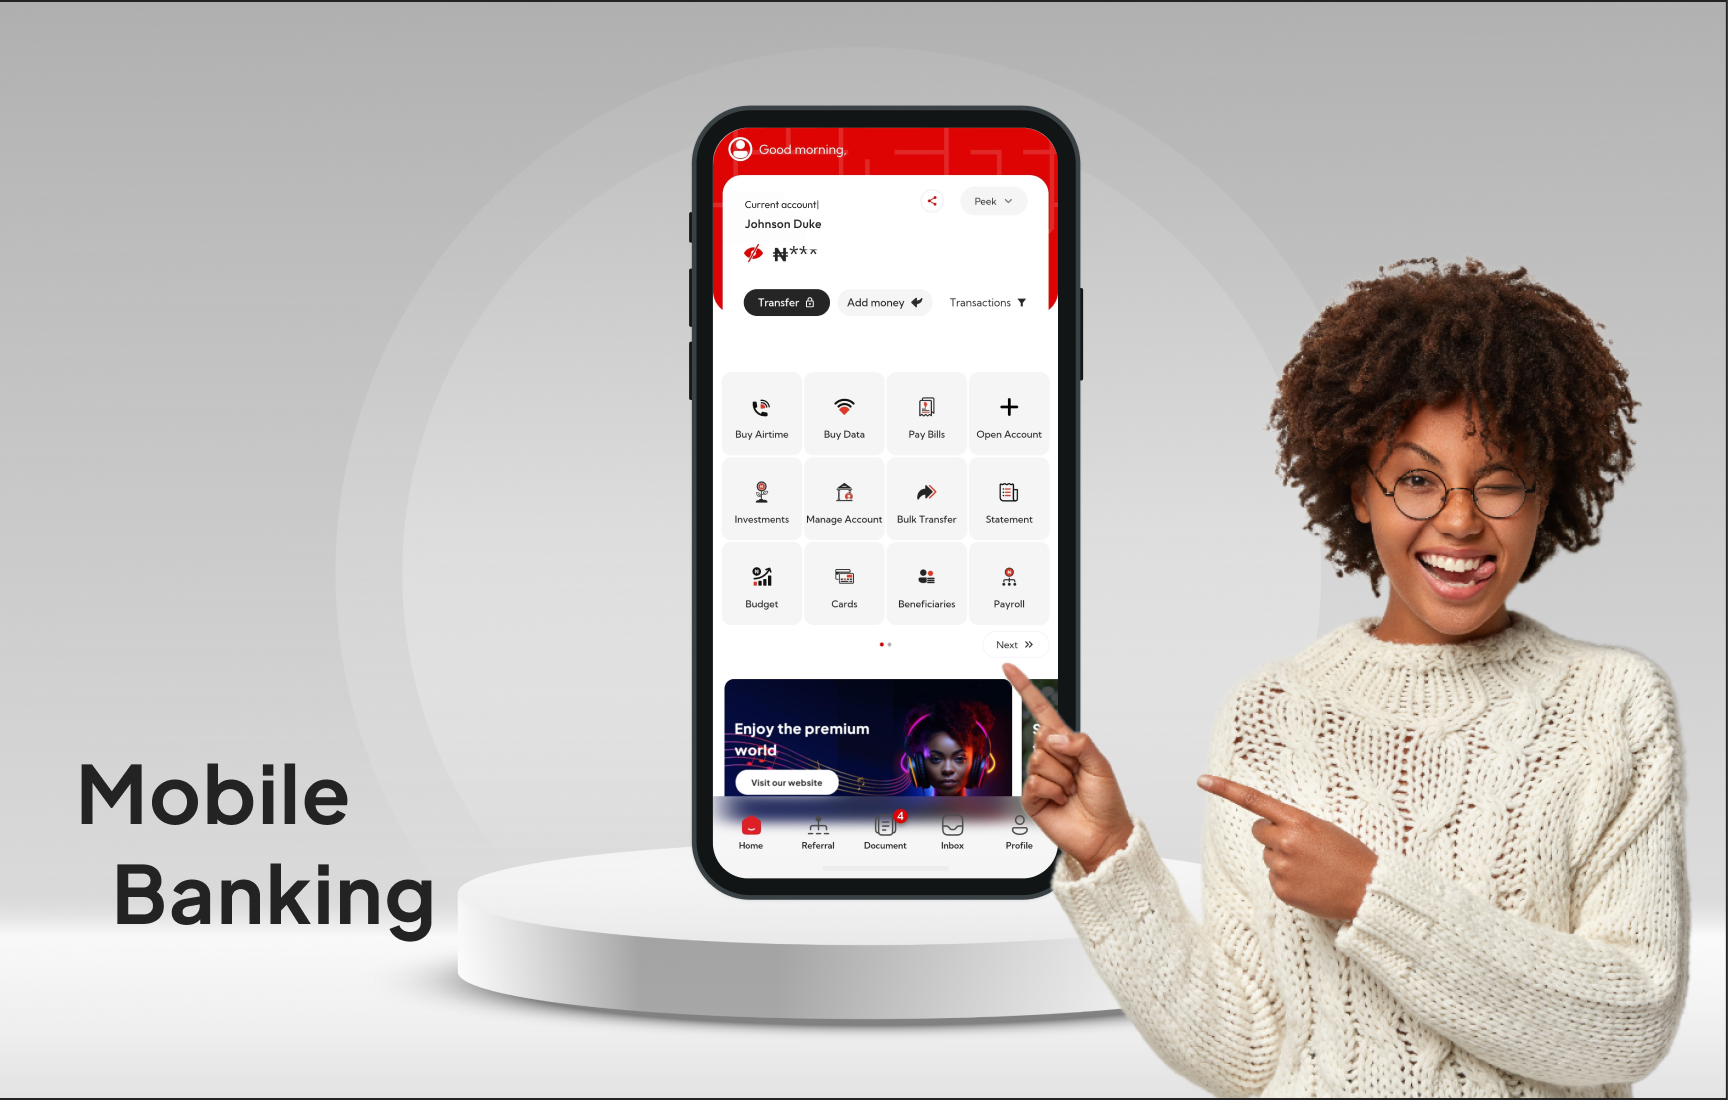 Good morning,
Current account|
Peek
Johnson Duke
₦***
Transfer
Add money
Transactions
Buy Airtime
Buy Data
Pay Bills
Open Account
Investments
Manage Account
Bulk Transfer
Statement
Budget
Cards
Beneficiaries
Payroll
Next
Enjoy the premium
world
Visit our website
4
Home
Referral
Document
Inbox
Profile
Mobile
Banking